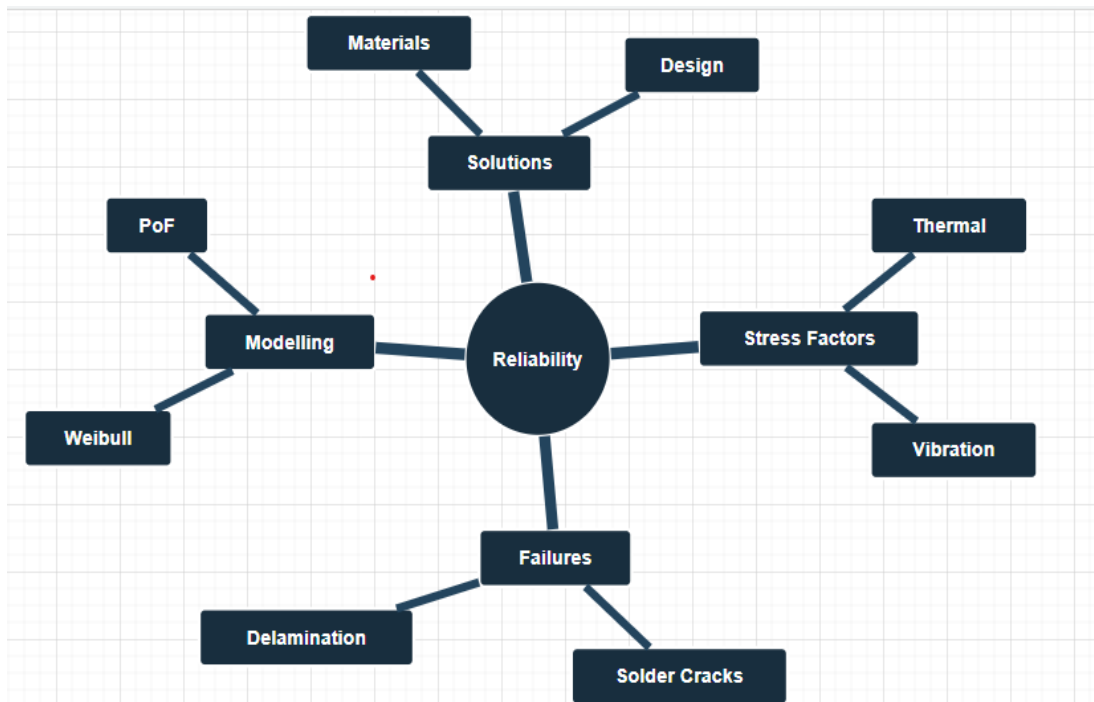 Materials
Design
Solutions
PoF
Thermal
Modelling
Stress Factors
Reliability
Weibull
Vibration
Failures
Delamination
Solder Cracks